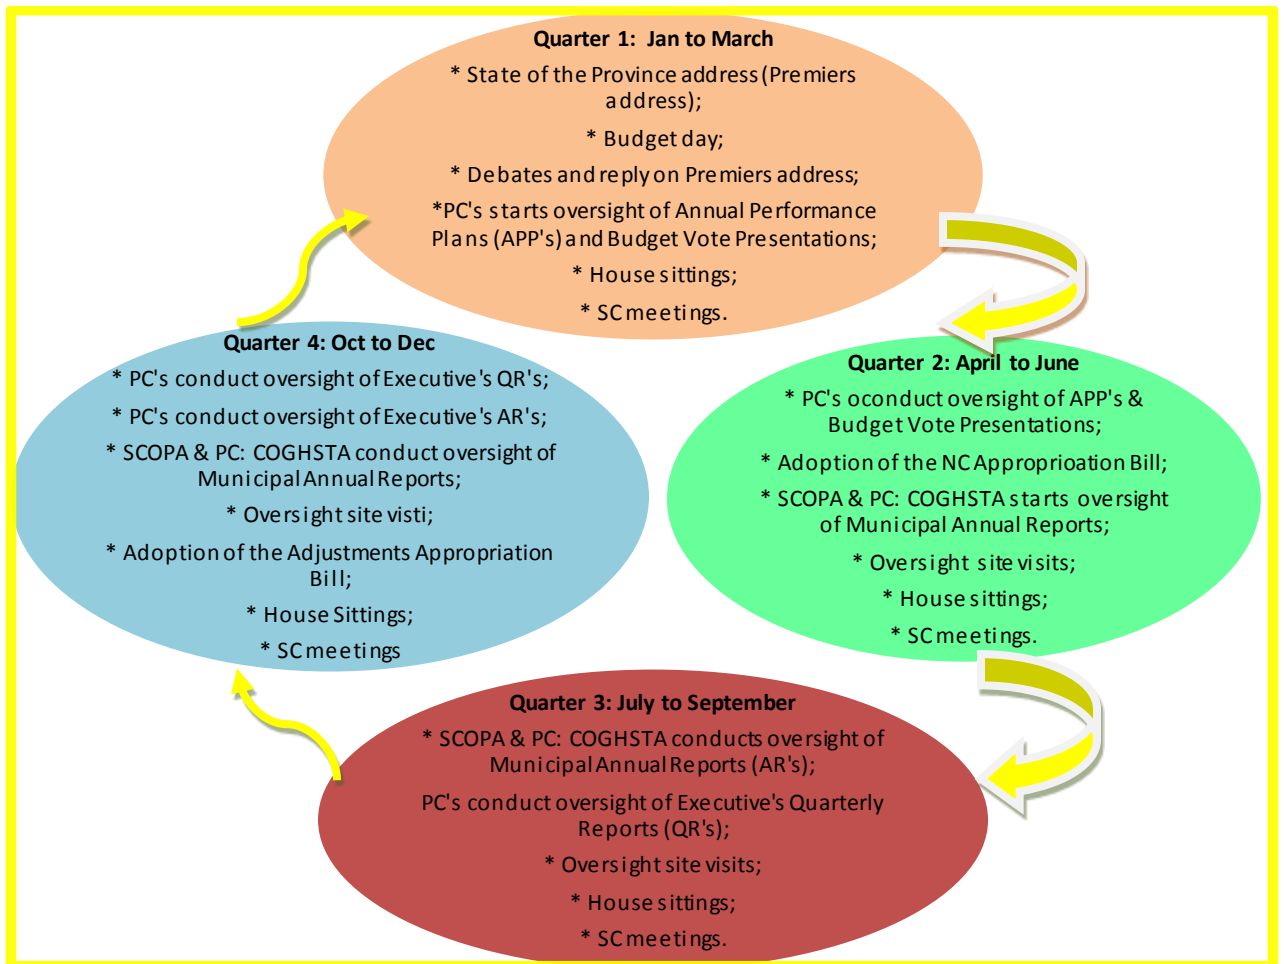 Quarter 1: Jan to March
* State of the Province address (Premiers
address);
* Budget day;
* Debates and reply on Premiers address;
*PC's starts oversight of Annual Performance
Plans (APP's) and Budget Vote Presentations;
* House sittings;
* SC meetings.
Quarter 2: April to June
* PC's oconduct oversight of APP's &
Budget Vote Presentations;
* Adoption of the NC Approprioation Bill;
* SCOPA & PC: COGHSTA starts oversight
of Municipal Annual Reports;
* Oversight site visits;
* House sittings;
* SC meetings.
Quarter 3: July to September
* SCOPA & PC: COGHSTA conducts oversight of
Municipal Annual Reports (AR's);
PC's conduct oversight of Executive's Quarterly
Reports (QR's);
* Oversight site visits;
* House sittings;
* SC meetings.
Quarter 4: Oct to Dec
* PC's conduct oversight of Executive's QR's;
* PC's conduct oversight of Executive's AR's;
* SCOPA & PC: COGHSTA conduct oversight of
Municipal Annual Reports;
* Oversight site visti;
* Adoption of the Adjustments Appropriation
Bill;
* House Sittings;
* SC meetings